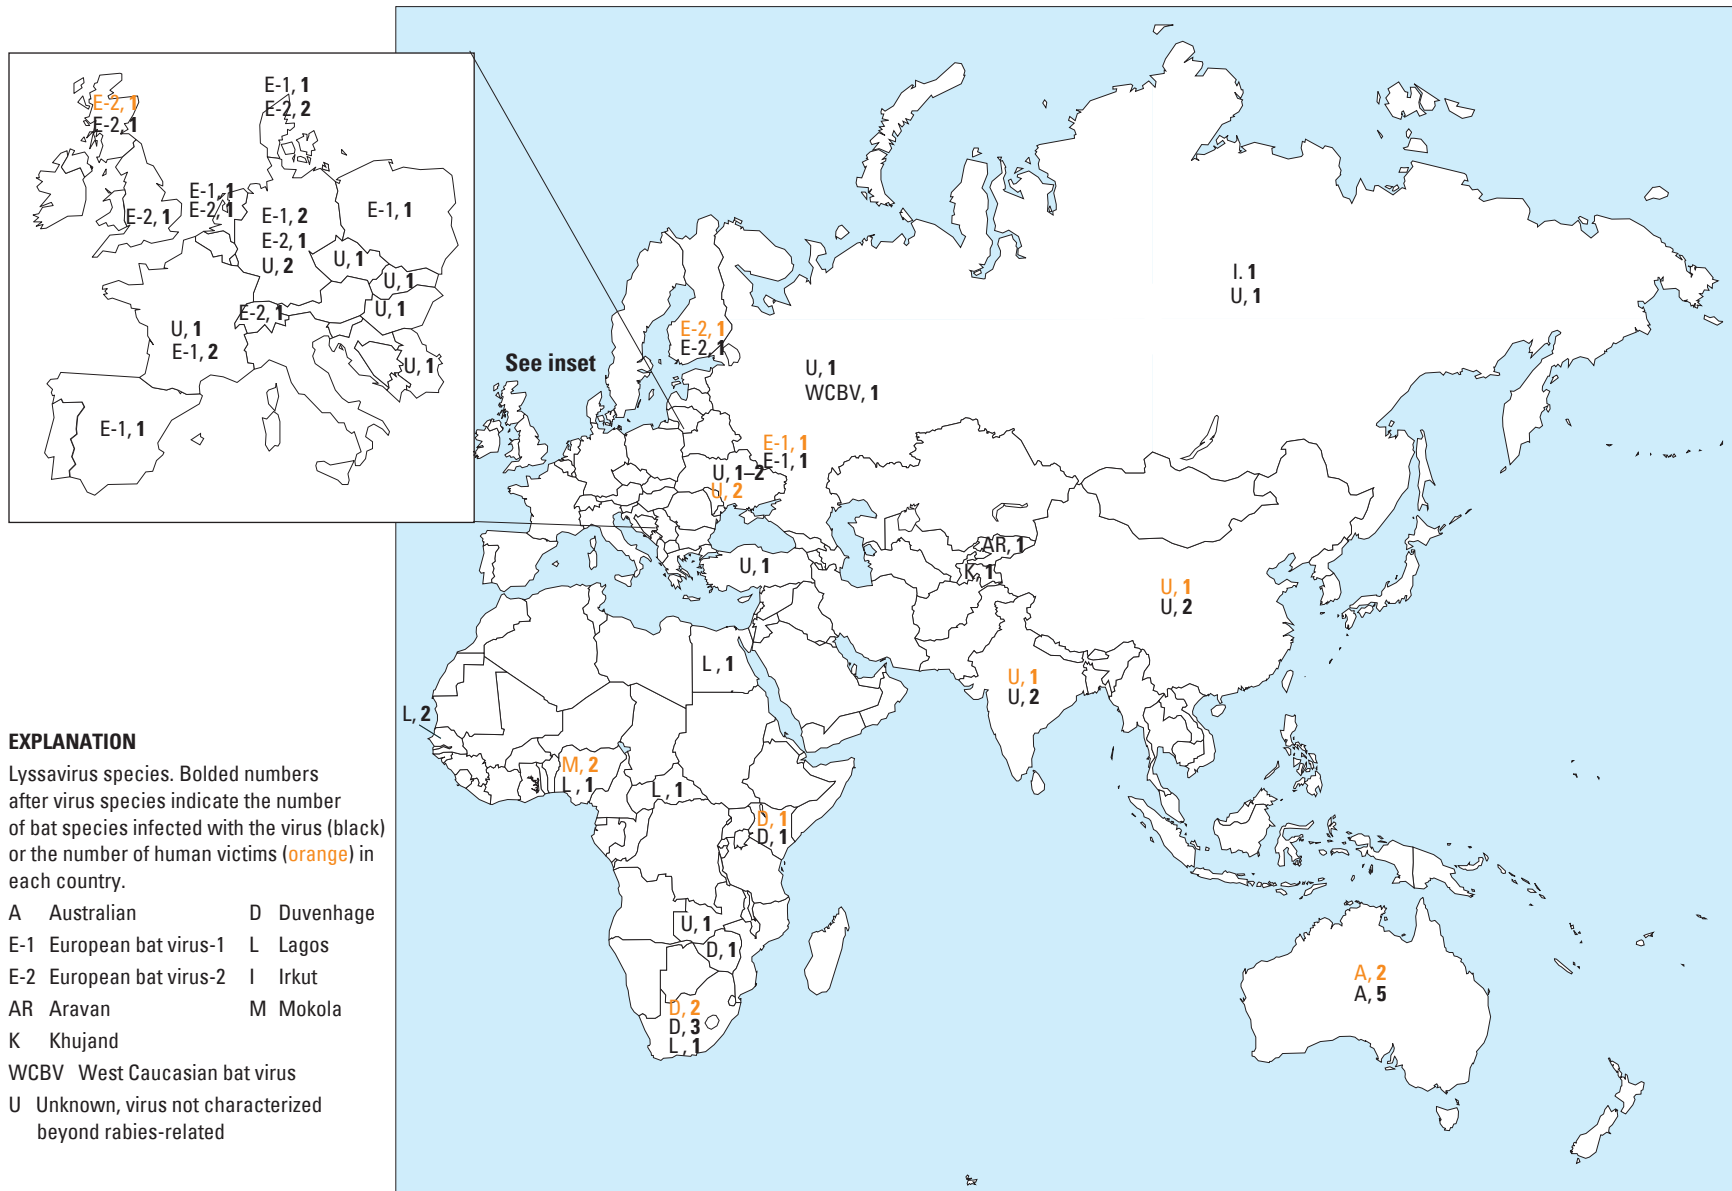 E-2, 1
E-2, 1
E-1, 1
E-2, 2
E-1, 1
E-2, 1
E-2, 1
E-1, 2
E-2, 1
U, 2
E-1, 1
U, 1
U, 1
U, 1
E-2, 1
U, 1
E-1, 2
U, 1
E-1, 1
See inset
E-2, 1
E-2, 1
I. 1
U, 1
U, 1
WCBV, 1
E-1, 1
E-1, 1
U, 1–2
U, 2
U, 1
AR, 1
K, 1
U, 1
U, 2
U, 1
U, 2
L , 1
L, 2
M, 2
L , 1
L , 1
D, 1
D, 1
U, 1
D, 1
D, 2
D, 3
L , 1
A, 2
A, 5
EXPLANATION
Lyssavirus species. Bolded numbers
after virus species indicate the number
of bat species infected with the virus (black)
or the number of human victims (orange) in
each country.
A Australian D Duvenhage
E-1 European bat virus-1 L Lagos
E-2 European bat virus-2 I Irkut
AR Aravan M Mokola
K Khujand
WCBV West Caucasian bat virus
U Unknown, virus not characterized
beyond rabies-related